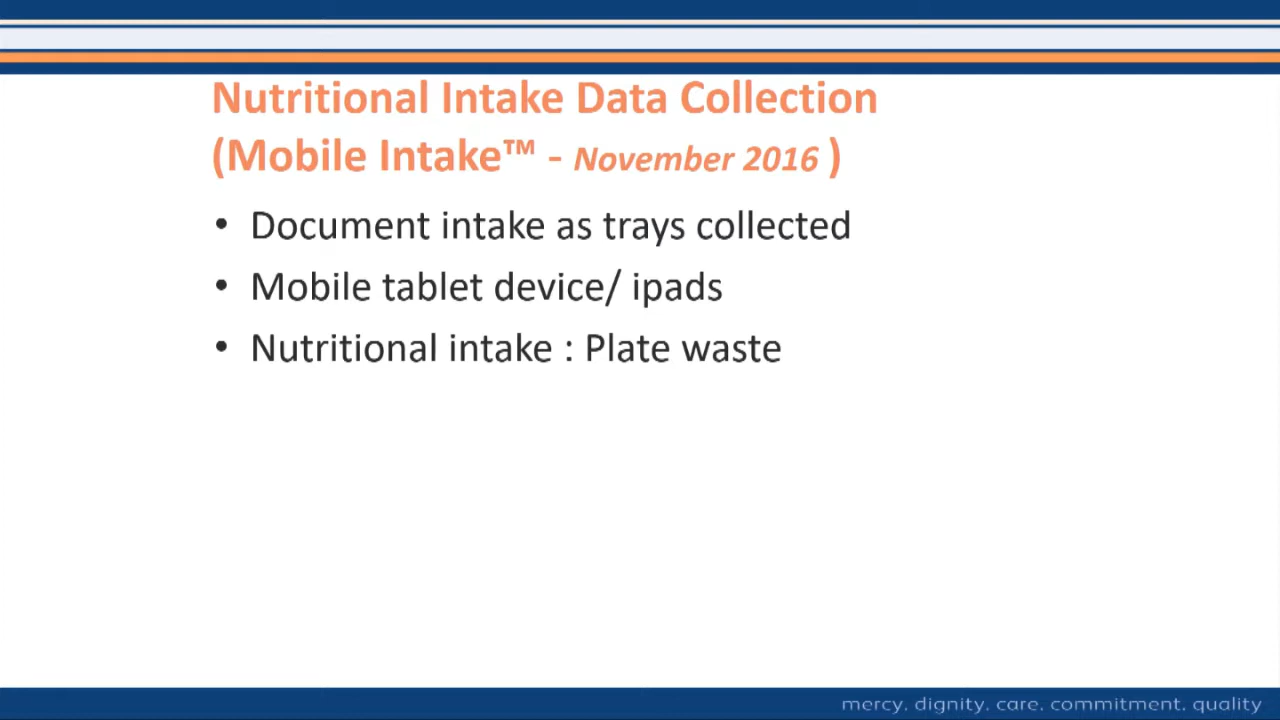 Nutritional Intake Data Collection
(Mobile Intake™ - November 2016 )
• Document intake as trays collected
• Mobile tablet device/ ipads
• Nutritional intake : Plate waste
mercy. dignity. care. commitment. quality